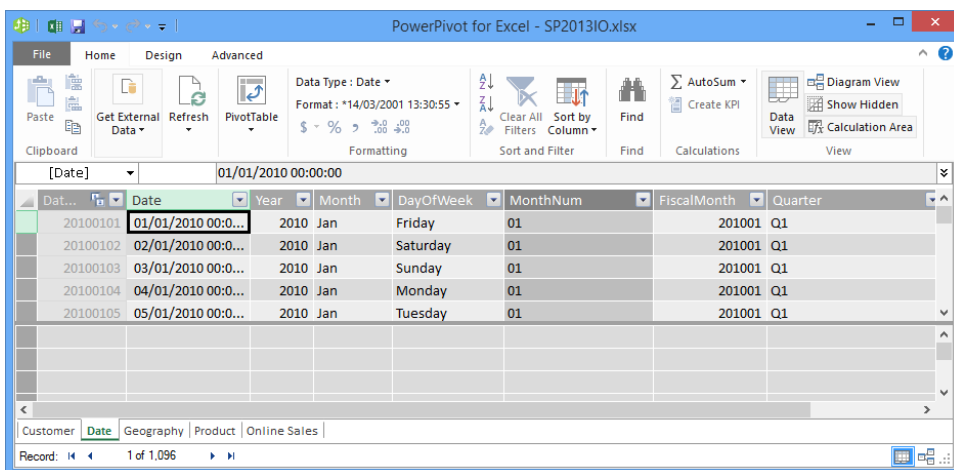 PowerPivot for Excel - SP2013IO.xlsx
File Home Design Advanced
Paste
Clipboard
Get External Data
Refresh
PivotTable
Data Type : Date
Format : *14/03/2001 13:30:55
$ % , .00 .00
Formatting
Clear All Filters
Sort by Column
Sort and Filter
Find
Find
AutoSum
Create KPI
Calculations
Data View
Diagram View
Show Hidden
Calculation Area
View
[Date] 01/01/2010 00:00:00
Dat... Date Year Month DayOfWeek MonthNum FiscalMonth Quarter
20100101 01/01/2010 00:0... 2010 Jan Friday 01 201001 Q1
20100102 02/01/2010 00:0... 2010 Jan Saturday 01 201001 Q1
20100103 03/01/2010 00:0... 2010 Jan Sunday 01 201001 Q1
20100104 04/01/2010 00:0... 2010 Jan Monday 01 201001 Q1
20100105 05/01/2010 00:0... 2010 Jan Tuesday 01 201001 Q1
Customer Date Geography Product Online Sales
Record: 1 of 1,096